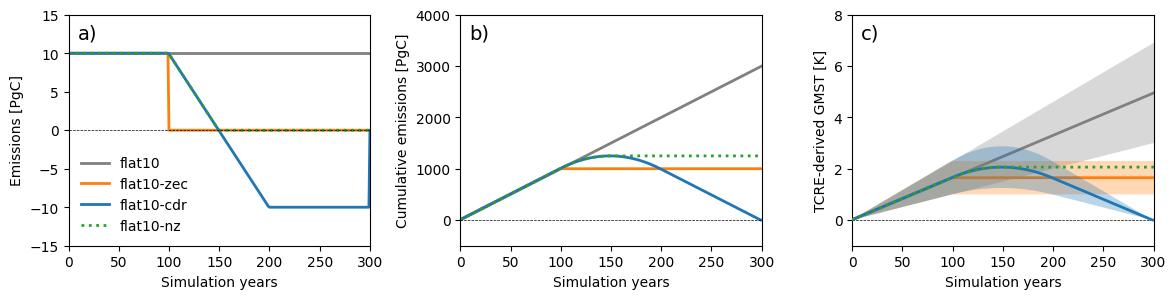 a)
15
10
5
0
−5
−10
−15
Emissions [PgC]
flat10
flat10-zec
flat10-cdr
flat10-nz
0 50 100 150 200 250 300
Simulation years
b)
4000
3000
2000
1000
0
Cumulative emissions [PgC]
0 50 100 150 200 250 300
Simulation years
c)
8
6
4
2
0
TCRE-derived GMST [K]
0 50 100 150 200 250 300
Simulation years